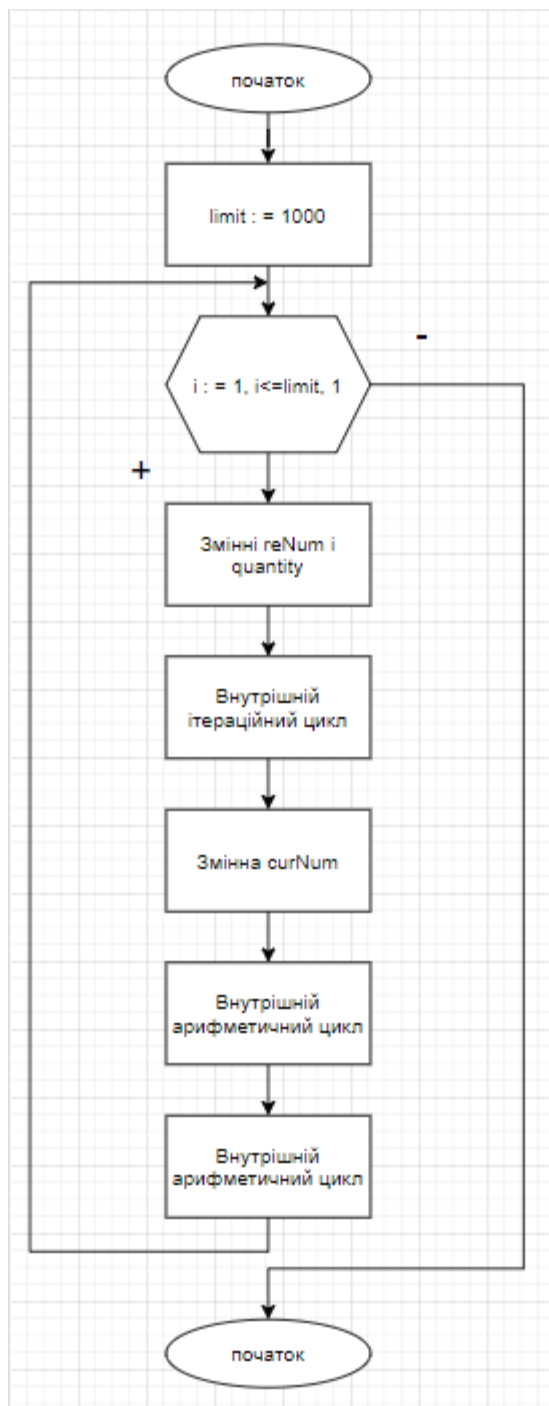 початок
limit : = 1000
-
i : = 1, i<=limit, 1
+
Змінні reNum і
quantity
Внутрішній
ітераційний цикл
Змінна curNum
Внутрішній
арифметичний цикл
Внутрішній
арифметичний цикл
початок